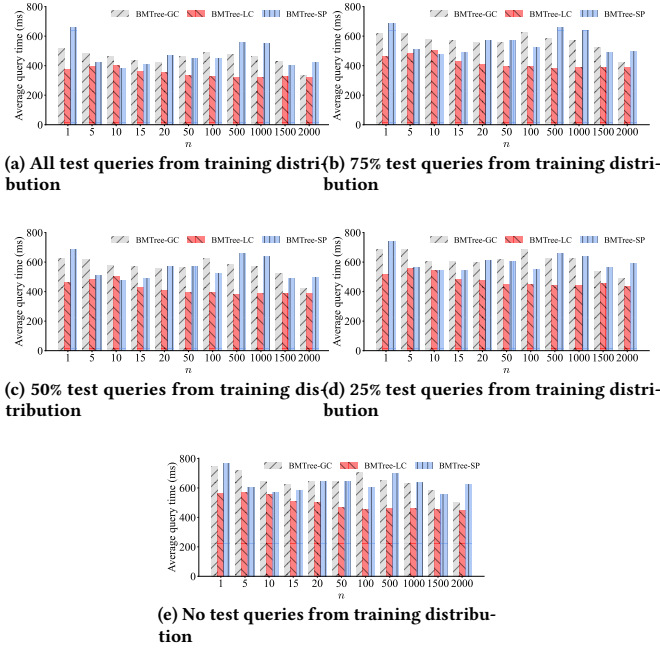 800
BMTree-GC BMTree-LC BMTree-SP
600
400
200
0
Average query time (ms)
1 5 10 15 20 50 100 500 1000 1500 2000
n
(a) All test queries from training distri-
bution
800
BMTree-GC BMTree-LC BMTree-SP
600
400
200
0
Average query time (ms)
1 5 10 15 20 50 100 500 1000 1500 2000
n
(b) 75% test queries from training distri-
bution
800
BMTree-GC BMTree-LC BMTree-SP
600
400
200
0
Average query time (ms)
1 5 10 15 20 50 100 500 1000 1500 2000
n
(c) 50% test queries from training dis-
tribution
800
BMTree-GC BMTree-LC BMTree-SP
600
400
200
0
Average query time (ms)
1 5 10 15 20 50 100 500 1000 1500 2000
n
(d) 25% test queries from training distri-
bution
800
BMTree-GC BMTree-LC BMTree-SP
600
400
200
0
Average query time (ms)
1 5 10 15 20 50 100 500 1000 1500 2000
n
(e) No test queries from training distribu-
tion